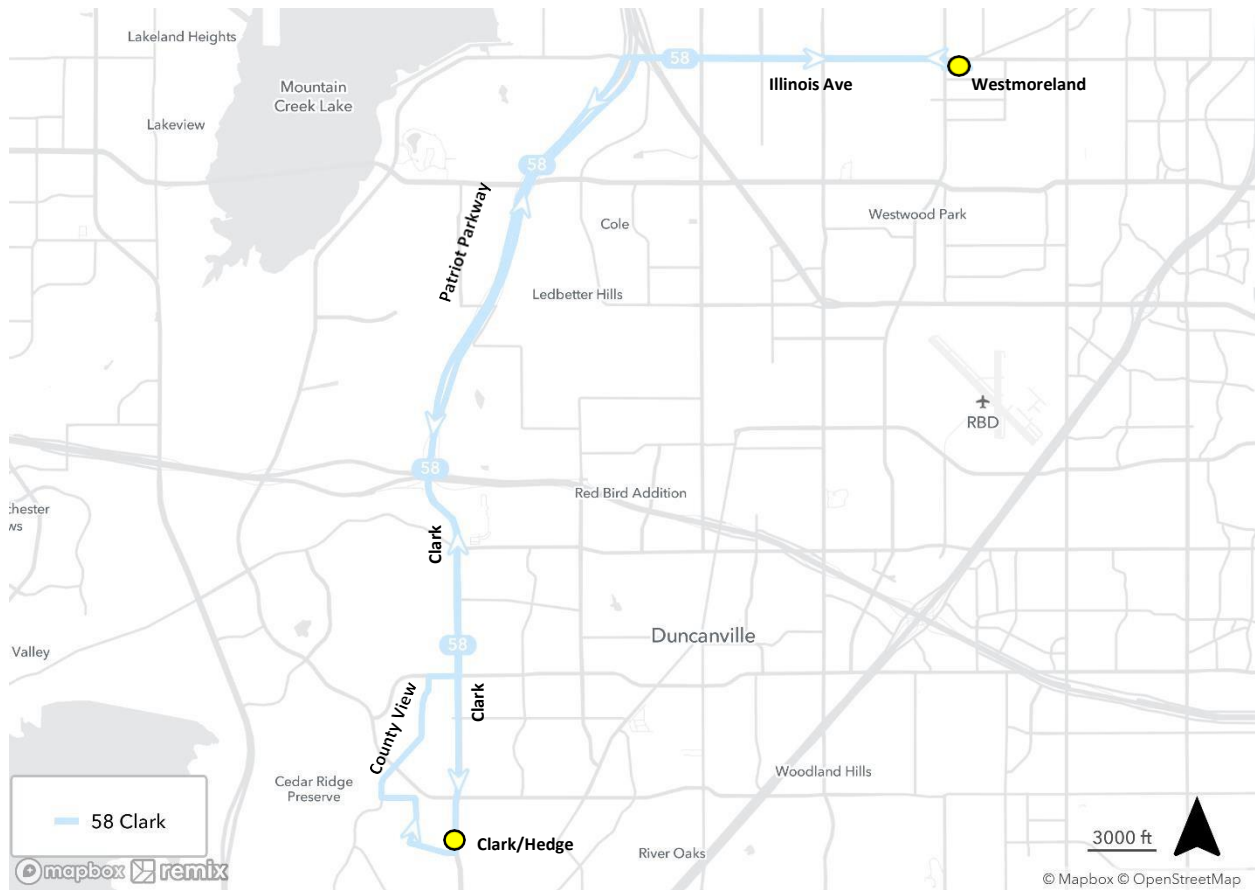 Lakeland Heights
58
Mountain
Creek Lake
Illinois Ave
Westmoreland
Lakeview
58
Patriot Parkway
Westwood Park
Cole
Ledbetter Hills
RBD
58
Red Bird Addition
chester
ws
Clark
58
Duncanville
Valley
County View
Clark
Cedar Ridge
Preserve
Woodland Hills
58 Clark
Clark/Hedge
River Oaks
3000 ft
mapbox remix
© Mapbox © OpenStreetMap